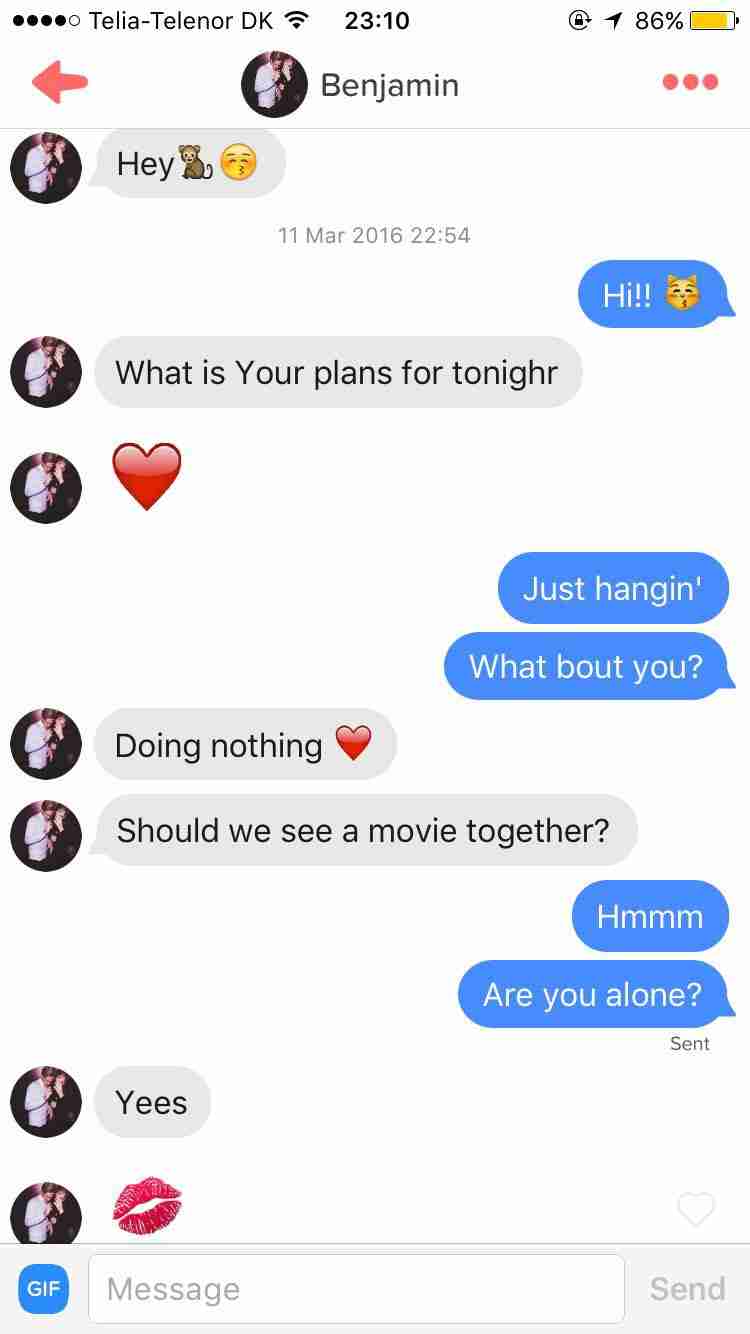 Telia-Telenor DK 23:10 86%
Benjamin
Hey🐒😚
11 Mar 2016 22:54
Hi!! 😽
What is Your plans for tonighr
❤️
Just hangin'
What bout you?
Doing nothing ❤️
Should we see a movie together?
Hmmm
Are you alone?
Sent
Yees
💋
GIF Message Send